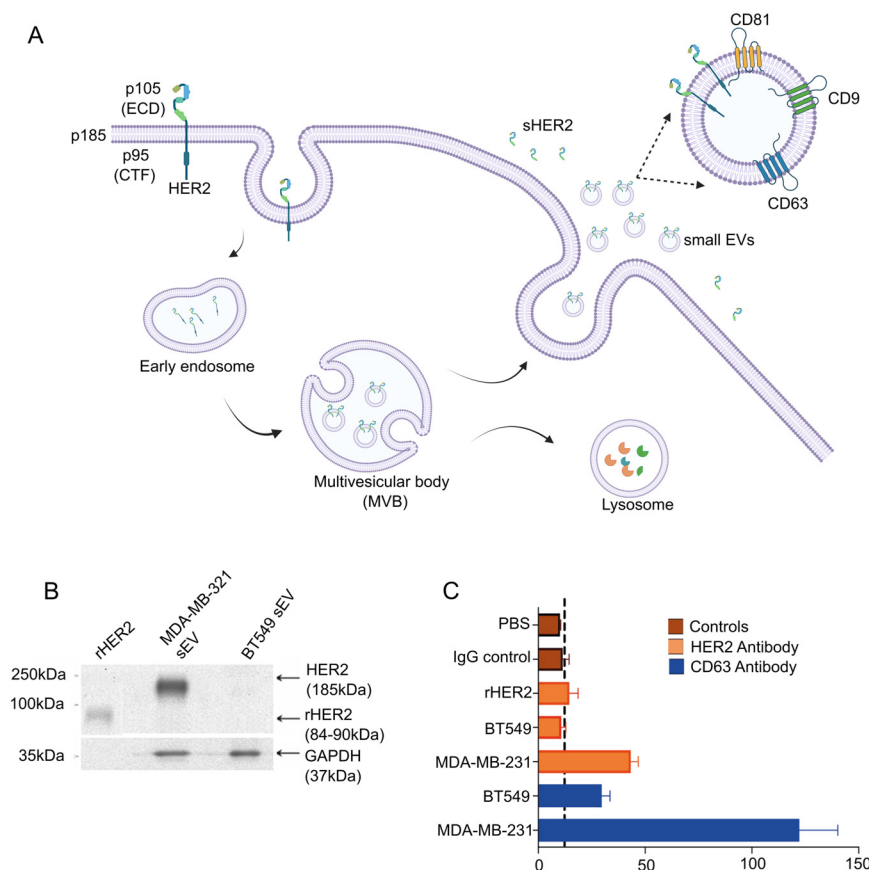 A
p105
(ECD)
p185
p95
(CTF)
HER2
sHER2
CD81
CD9
CD63
small EVs
Early endosome
Multivesicular body
(MVB)
Lysosome
B
rHER2
MDA-MB-321
sEV
BT549 sEV
250kDa
100kDa
35kDa
HER2
(185kDa)
rHER2
(84-90kDa)
GAPDH
(37kDa)
C
PBS
IgG control
rHER2
BT549
MDA-MB-231
BT549
MDA-MB-231
Controls
HER2 Antibody
CD63 Antibody
0
50
100
150